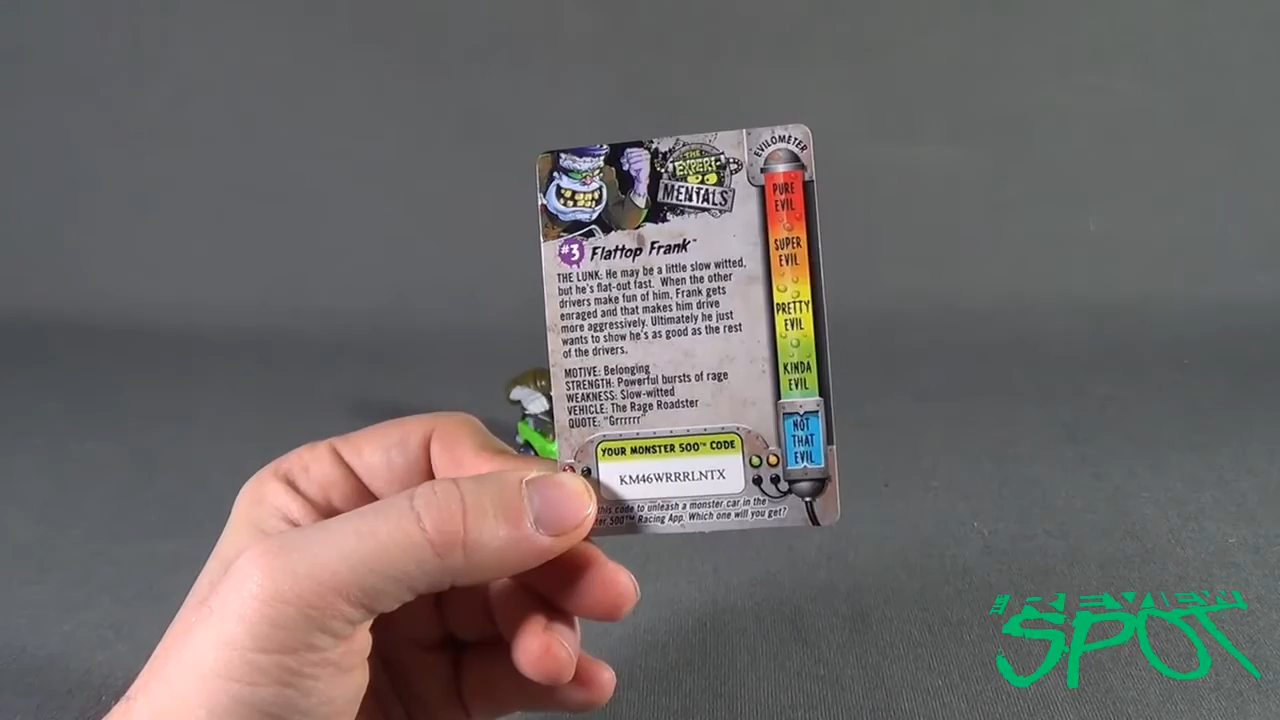 THE
EXPERI-
MENTALS
EVILOMETER
PURE
EVIL
SUPER
EVIL
PRETTY
EVIL
KINDA
EVIL
NOT
THAT
EVIL
#3 Flattop Frank™
THE LUNK: He may be a little slow witted,
but he's flat-out fast. When the other
drivers make fun of him, Frank gets
enraged and that makes him drive
more aggressively. Ultimately he just
wants to show he's as good as the rest
of the drivers.
MOTIVE: Belonging
STRENGTH: Powerful bursts of rage
WEAKNESS: Slow-witted
VEHICLE: The Rage Roadster
QUOTE: "Grrrrrr"
YOUR MONSTER 500™ CODE
KM46WRRRLNTX
this code to unleash a monster car in the
500™ Racing App. Which one will you get?
SPOT